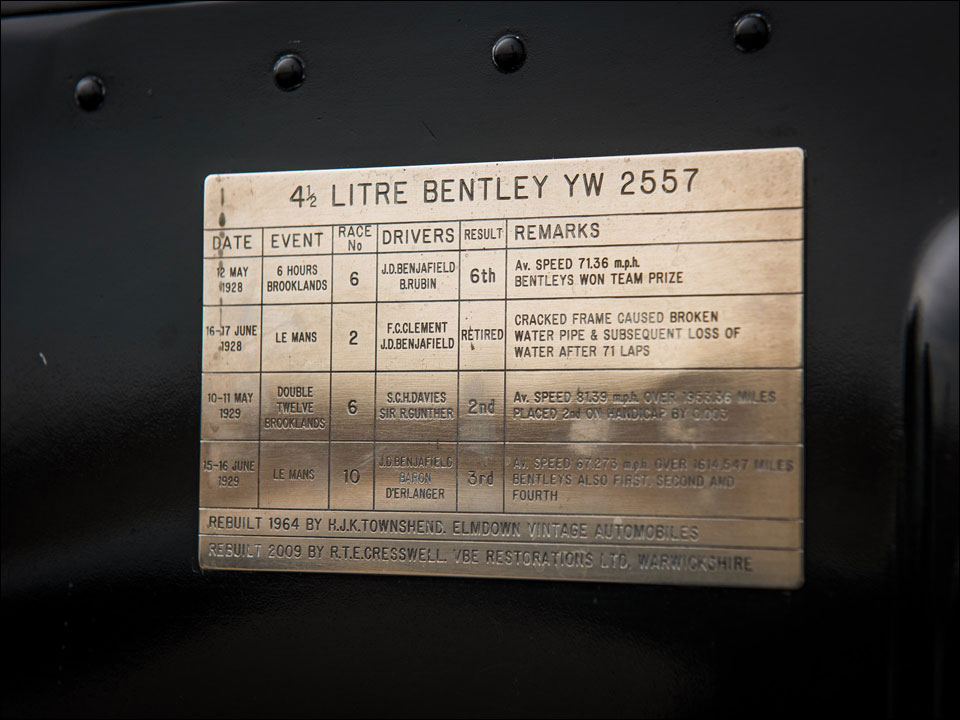 4½ LITRE BENTLEY YW 2557
DATE EVENT RACE No DRIVERS RESULT REMARKS
12 MAY 1928 6 HOURS BROOKLANDS 6 J.D.BENJAFIELD B.RUBIN 6th Av. SPEED 71.36 m.p.h. BENTLEYS WON TEAM PRIZE
16-17 JUNE 1928 LE MANS 2 F.C.CLEMENT J.D.BENJAFIELD RETIRED CRACKED FRAME CAUSED BROKEN WATER PIPE & SUBSEQUENT LOSS OF WATER AFTER 71 LAPS
10-11 MAY 1929 DOUBLE TWELVE BROOKLANDS 6 S.C.H.DAVIES SIR R.GUNTHER 2nd Av. SPEED 81.39 m.p.h. OVER MILES PLACED 2nd ON HANDICAP BY 0.003
15-16 JUNE 1929 LE MANS 10 BENJAFIELD BARON D'ERLANGER 3rd Av. SPEED 67.273 m.p.h. OVER 1614.547 MILES BENTLEYS ALSO FIRST, SECOND AND FOURTH
REBUILT 1964 BY H.J.K.TOWNSHEND. ELMDOWN VINTAGE AUTOMOBILES
REBUILT 2009 BY R.T.E.CRESSWELL. VBE RESTORATIONS LTD, WARWICKSHIRE